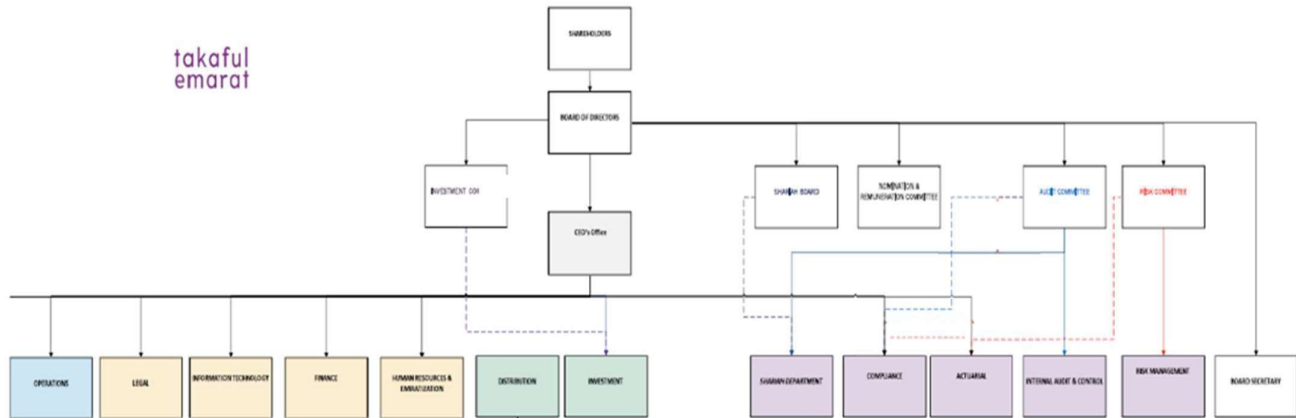 takaful
emarat
SHAREHOLDERS
BOARD OF DIRECTORS
INVESTMENT COM
SHARIAH BOARD
NOMINATION &
REMUNERATION COMMITTEE
AUDIT COMMITTEE
RISK COMMITTEE
CEO's Office
OPERATIONS
LEGAL
INFORMATION TECHNOLOGY
FINANCE
HUMAN RESOURCES &
EMIRATIZATION
DISTRIBUTION
INVESTMENT
SHARIAH DEPARTMENT
COMPLIANCE
ACTUARIAL
INTERNAL AUDIT & CONTROL
RISK MANAGEMENT
BOARD SECRETARY